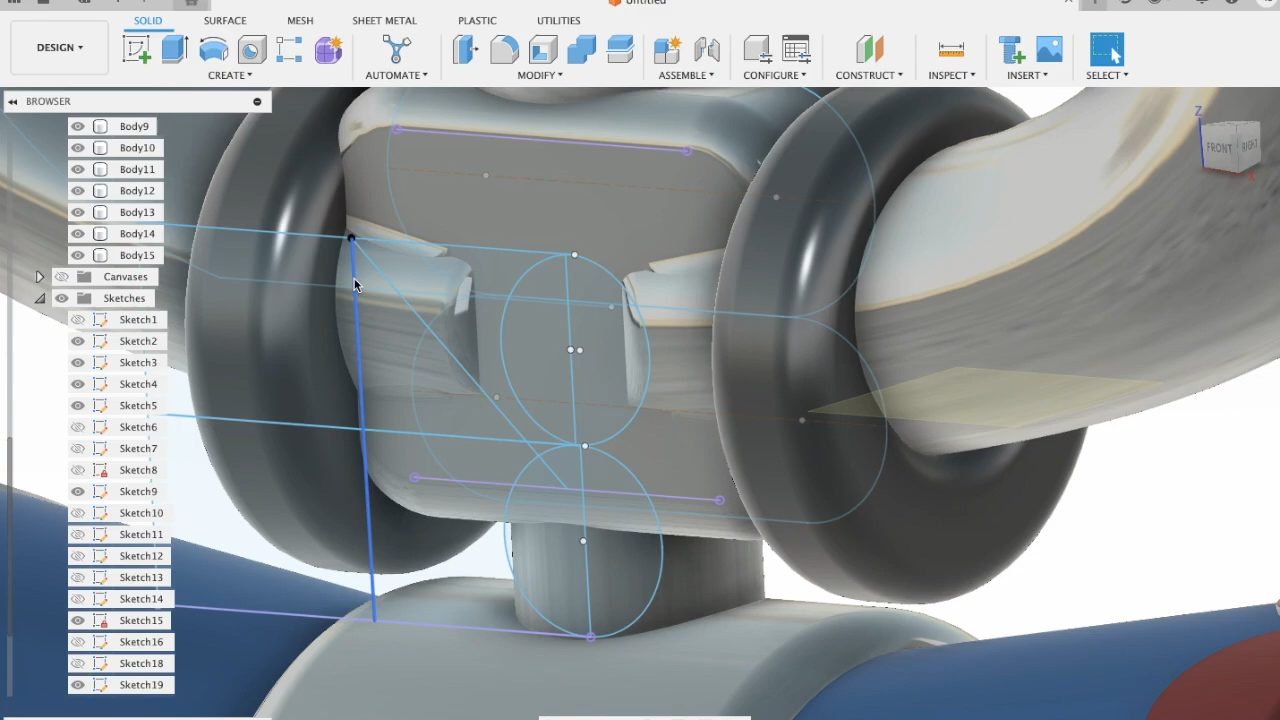 Untitled
SOLID SURFACE MESH SHEET METAL PLASTIC UTILITIES
DESIGN
CREATE AUTOMATE MODIFY ASSEMBLE CONFIGURE CONSTRUCT INSPECT INSERT SELECT
BROWSER
Body9
Body10
Body11
Body12
Body13
Body14
Body15
Canvases
Sketches
Sketch1
Sketch2
Sketch3
Sketch4
Sketch5
Sketch6
Sketch7
Sketch8
Sketch9
Sketch10
Sketch11
Sketch12
Sketch13
Sketch14
Sketch15
Sketch16
Sketch18
Sketch19
Z
FRONT RIGHT
X